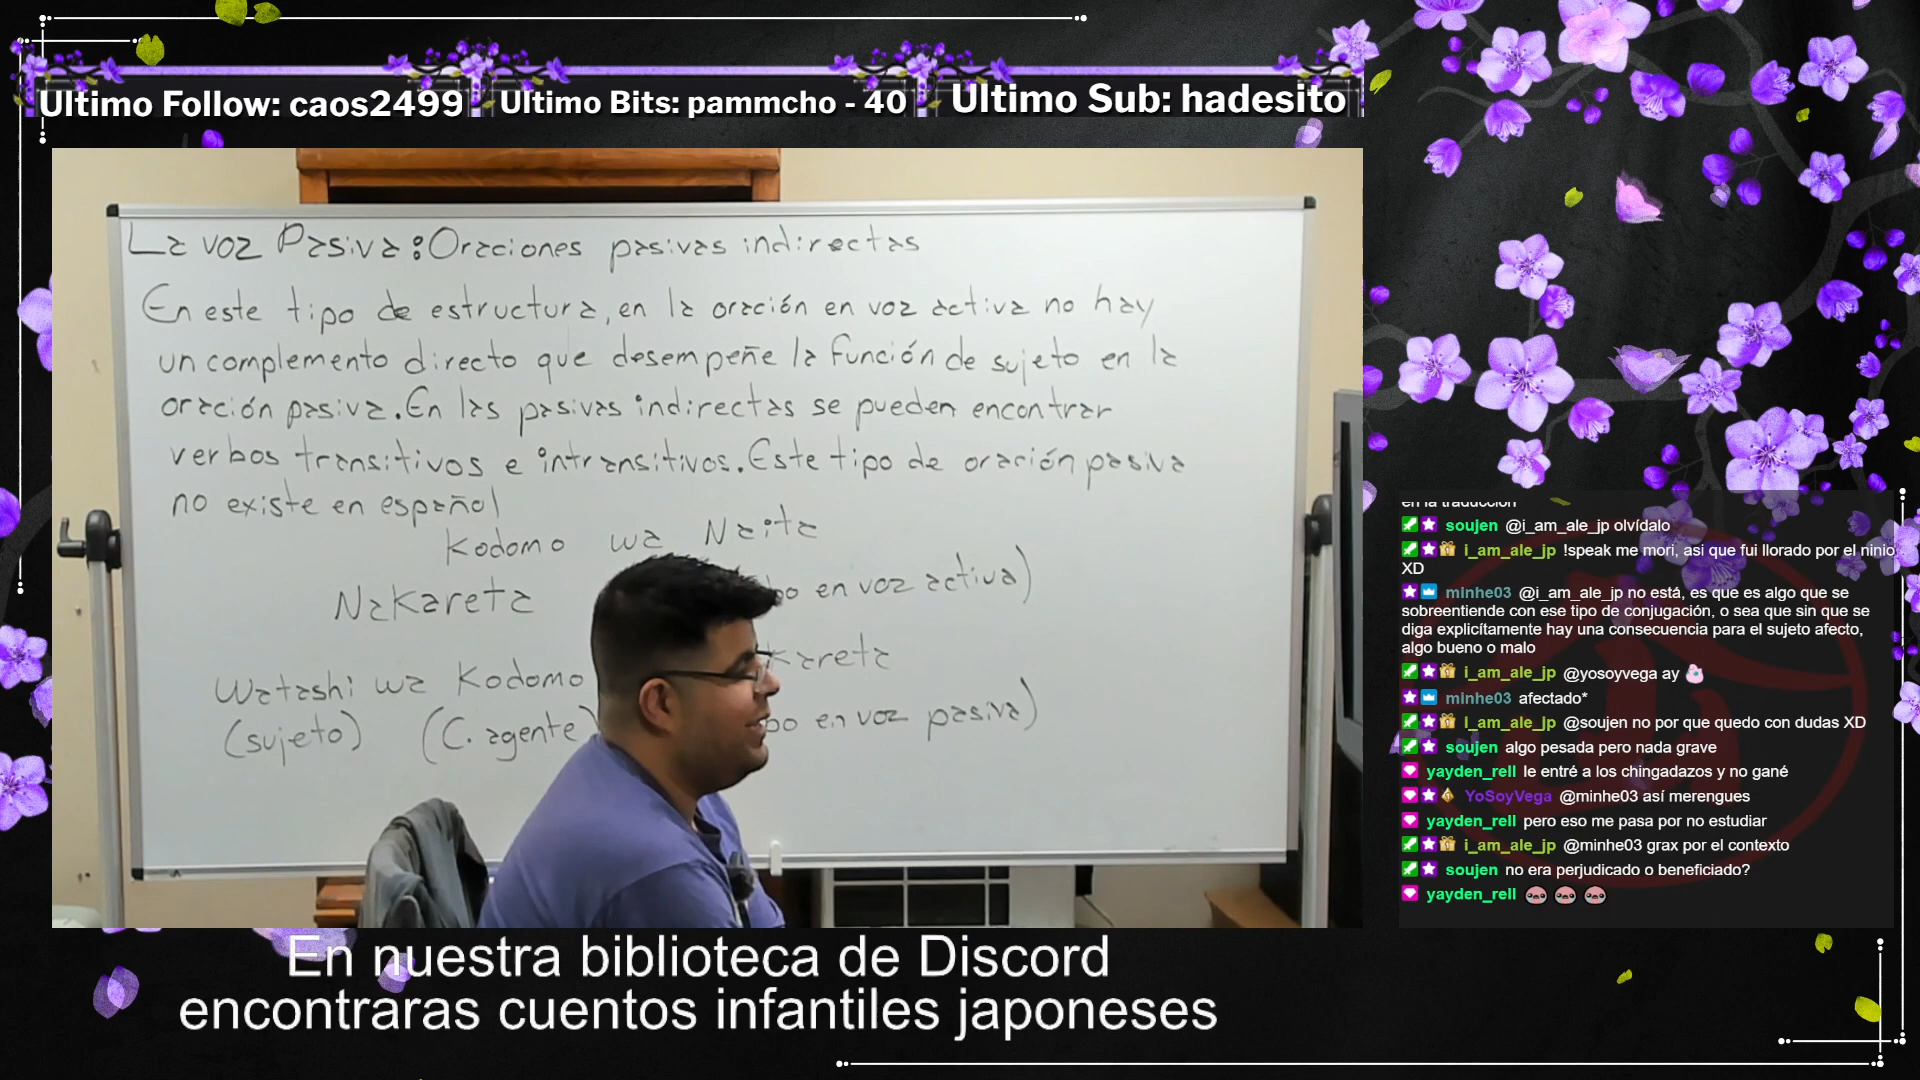 Ultimo Follow: caos2499
Ultimo Bits: pammcho - 40
Ultimo Sub: hadesito
La voz Pasiva: Oraciones pasivas indirectas
En este tipo de estructura, en la oración en voz activa no hay
un complemento directo que desempeñe la función de sujeto en la
oración pasiva. En las pasivas indirectas se pueden encontrar
verbos transitivos e intransitivos. Este tipo de oración pasiva
no existe en español
Kodomo wa Naita
Nakareta
en voz activa)
Watashi wa Kodomo
(sujeto) (C. agente)
en voz pasiva)
en la traducción
soujen @i_am_ale_jp olvídalo
i_am_ale_jp !speak me mori, asi que fui llorado por el ninio
XD
minhe03 @i_am_ale_jp no está, es que es algo que se
sobreentiende con ese tipo de conjugación, o sea que sin que se
diga explicítamente hay una consecuencia para el sujeto afecto,
algo bueno o malo
i_am_ale_jp @yosoyvega ay
minhe03 afectado*
i_am_ale_jp @soujen no por que quedo con dudas XD
soujen algo pesada pero nada grave
yayden_rell le entré a los chingadazos y no gané
YoSoyVega @minhe03 así merengues
yayden_rell pero eso me pasa por no estudiar
i_am_ale_jp @minhe03 grax por el contexto
soujen no era perjudicado o beneficiado?
yayden_rell
En nuestra biblioteca de Discord
encontraras cuentos infantiles japoneses